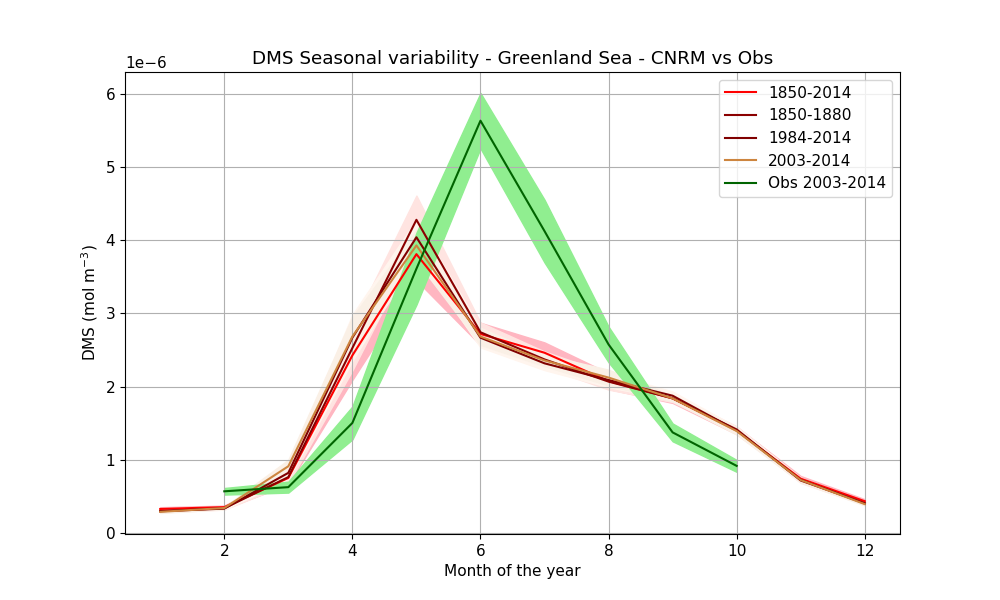 DMS Seasonal variability - Greenland Sea - CNRM vs Obs
1e−6
6
5
4
3
2
1
0
DMS (mol m⁻³)
1850-2014
1850-1880
1984-2014
2003-2014
Obs 2003-2014
2 4 6 8 10 12
Month of the year